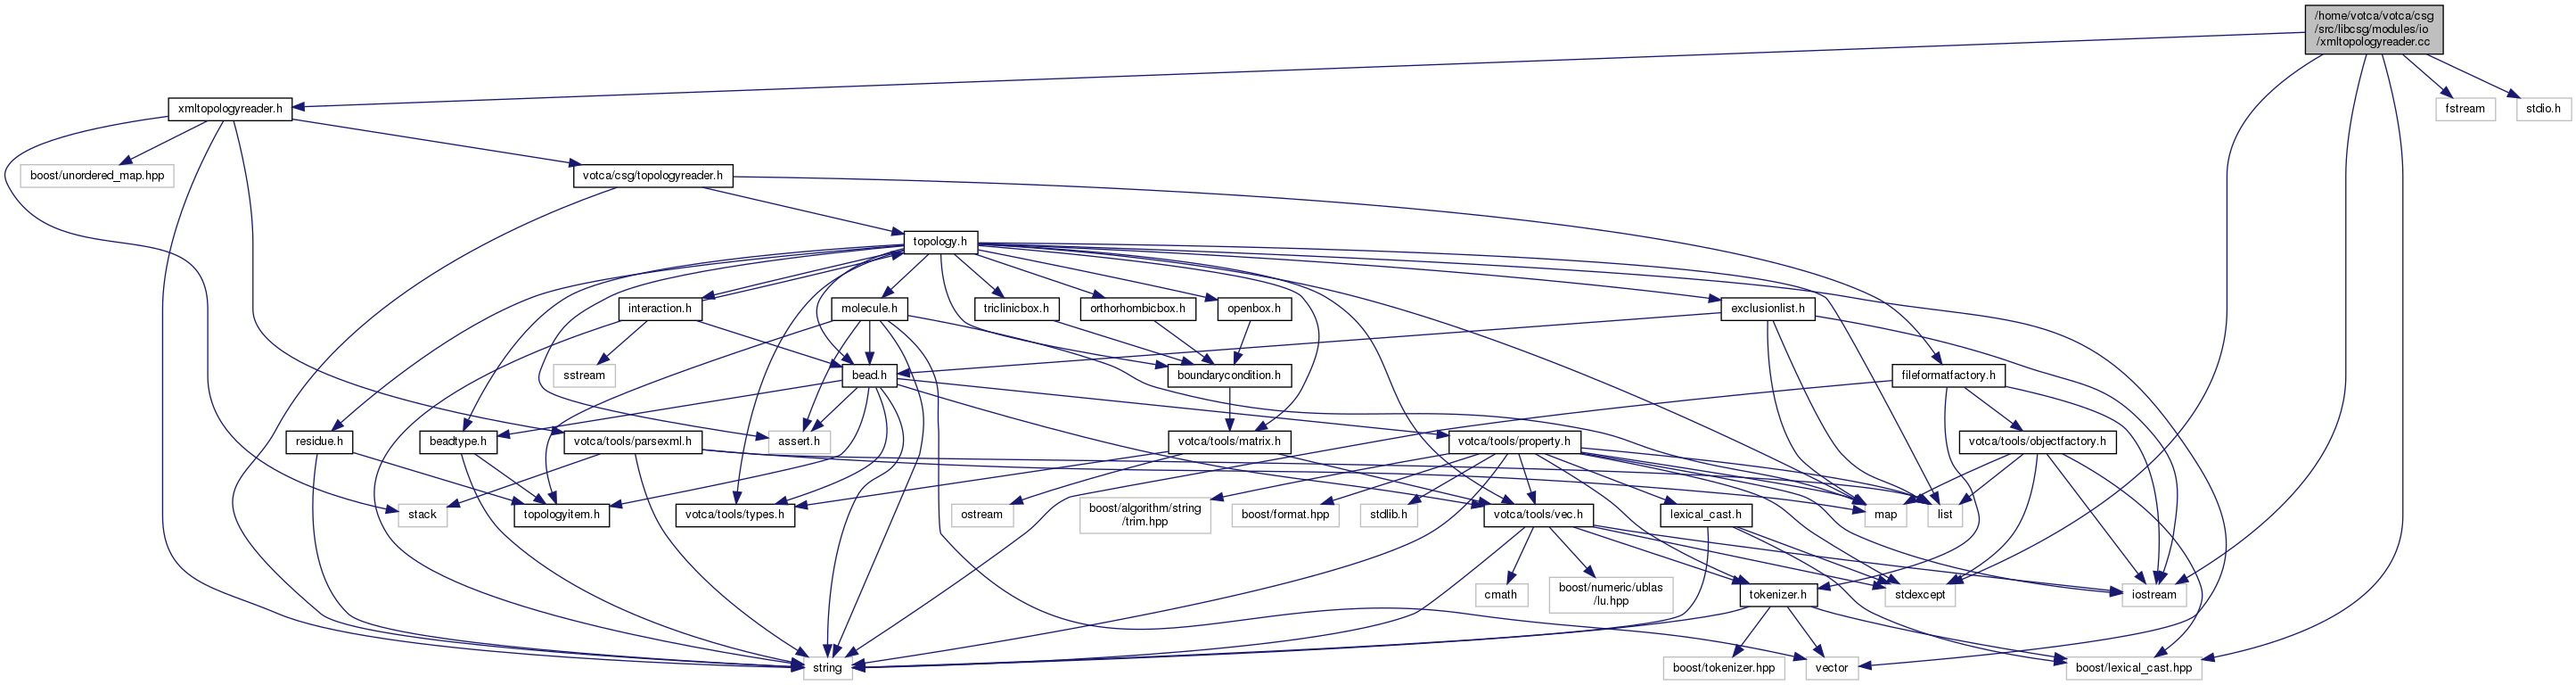 /home/votca/votca/csg
/src/libcsg/modules/io
/xmltopologyreader.cc
xmltopologyreader.h
fstream
stdio.h
boost/unordered_map.hpp
votca/csg/topologyreader.h
topology.h
interaction.h
molecule.h
triclinicbox.h
orthorhombicbox.h
openbox.h
exclusionlist.h
sstream
bead.h
boundarycondition.h
fileformatfactory.h
residue.h
beadtype.h
votca/tools/parsexml.h
assert.h
votca/tools/matrix.h
votca/tools/property.h
votca/tools/objectfactory.h
stack
topologyitem.h
votca/tools/types.h
ostream
boost/algorithm/string
/trim.hpp
boost/format.hpp
stdlib.h
votca/tools/vec.h
lexical_cast.h
map
list
cmath
boost/numeric/ublas
/lu.hpp
tokenizer.h
stdexcept
iostream
string
boost/tokenizer.hpp
vector
boost/lexical_cast.hpp